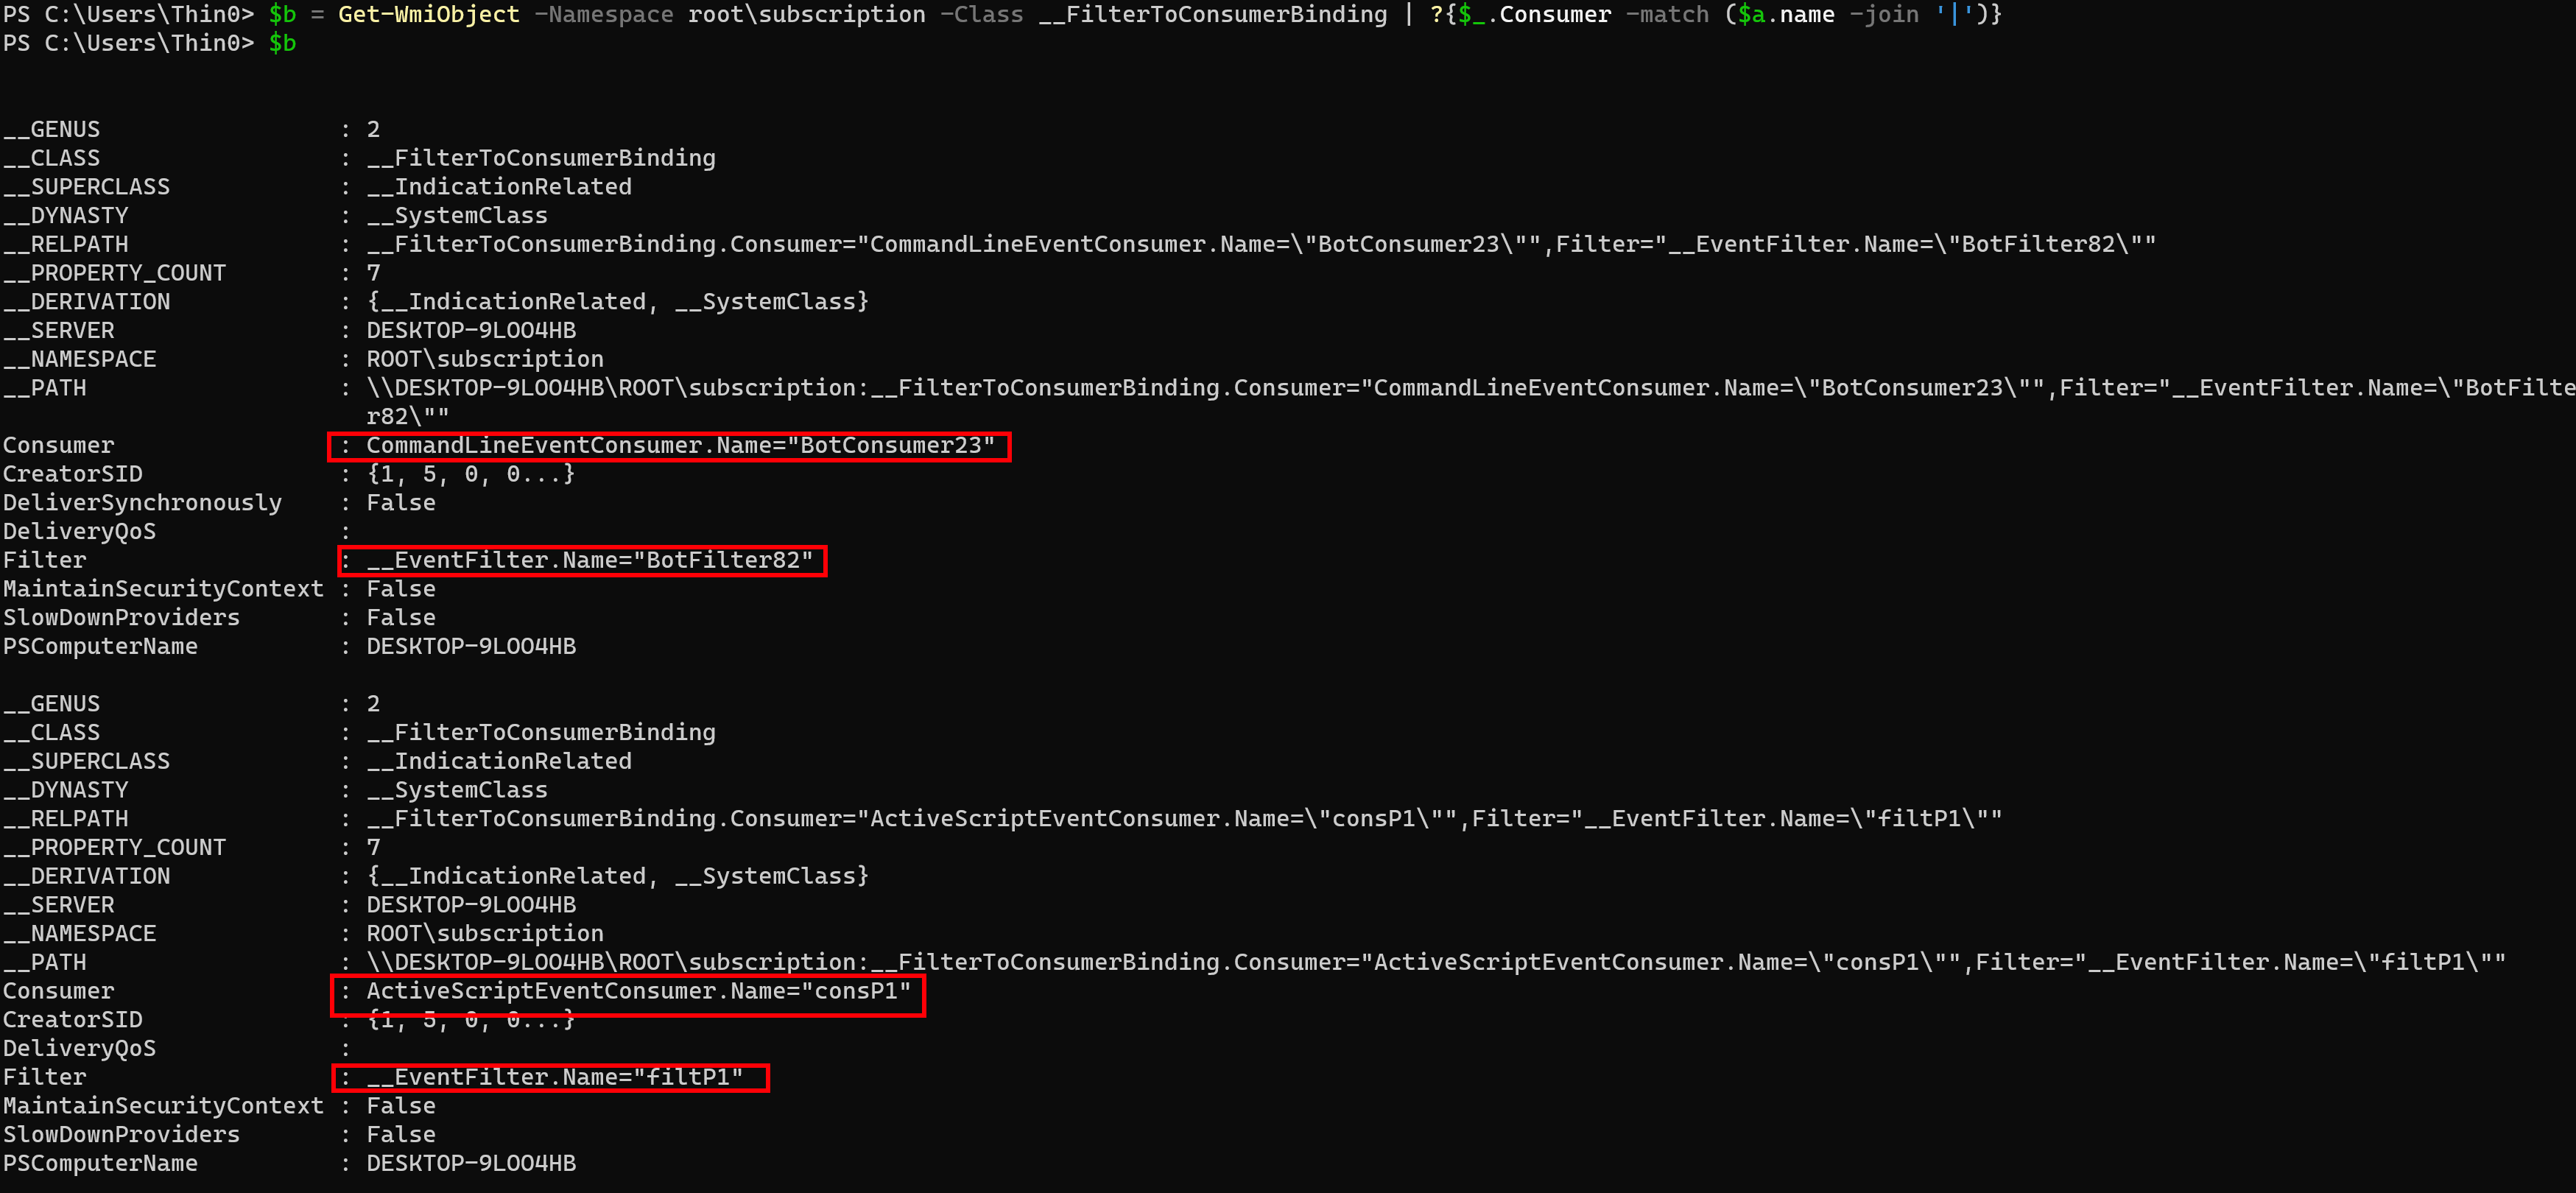 PS C:\Users\Thin0> $b = Get-WmiObject -Namespace root\subscription -Class __FilterToConsumerBinding | ?{$_.Consumer -match ($a.name -join '|')}
PS C:\Users\Thin0> $b
__GENUS : 2
__CLASS : __FilterToConsumerBinding
__SUPERCLASS : __IndicationRelated
__DYNASTY : __SystemClass
__RELPATH : __FilterToConsumerBinding.Consumer="CommandLineEventConsumer.Name=\"BotConsumer23\"",Filter="__EventFilter.Name=\"BotFilter82\""
__PROPERTY_COUNT : 7
__DERIVATION : {__IndicationRelated, __SystemClass}
__SERVER : DESKTOP-9LOO4HB
__NAMESPACE : ROOT\subscription
__PATH : \\DESKTOP-9LOO4HB\ROOT\subscription:__FilterToConsumerBinding.Consumer="CommandLineEventConsumer.Name=\"BotConsumer23\"",Filter="__EventFilter.Name=\"BotFilte
r82\""
Consumer : CommandLineEventConsumer.Name="BotConsumer23"
CreatorSID : {1, 5, 0, 0...}
DeliverSynchronously : False
DeliveryQoS :
Filter : __EventFilter.Name="BotFilter82"
MaintainSecurityContext : False
SlowDownProviders : False
PSComputerName : DESKTOP-9LOO4HB
__GENUS : 2
__CLASS : __FilterToConsumerBinding
__SUPERCLASS : __IndicationRelated
__DYNASTY : __SystemClass
__RELPATH : __FilterToConsumerBinding.Consumer="ActiveScriptEventConsumer.Name=\"consP1\"",Filter="__EventFilter.Name=\"filtP1\""
__PROPERTY_COUNT : 7
__DERIVATION : {__IndicationRelated, __SystemClass}
__SERVER : DESKTOP-9LOO4HB
__NAMESPACE : ROOT\subscription
__PATH : \\DESKTOP-9LOO4HB\ROOT\subscription:__FilterToConsumerBinding.Consumer="ActiveScriptEventConsumer.Name=\"consP1\"",Filter="__EventFilter.Name=\"filtP1\""
Consumer : ActiveScriptEventConsumer.Name="consP1"
CreatorSID : {1, 5, 0, 0...}
DeliveryQoS :
Filter : __EventFilter.Name="filtP1"
MaintainSecurityContext : False
SlowDownProviders : False
PSComputerName : DESKTOP-9LOO4HB